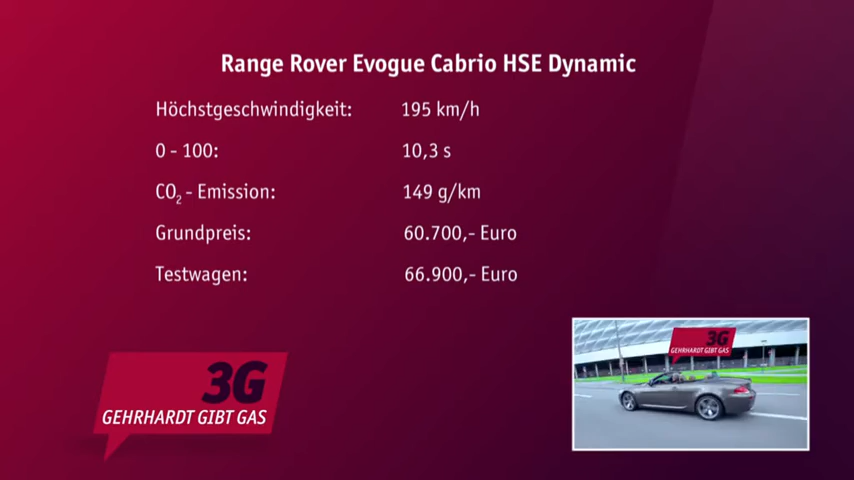 Range Rover Evogue Cabrio HSE Dynamic
Höchstgeschwindigkeit: 195 km/h
0 - 100: 10,3 s
CO₂ - Emission: 149 g/km
Grundpreis: 60.700,- Euro
Testwagen: 66.900,- Euro
3G
GEHRHARDT GIBT GAS
3G
GEHRHARDT GIBT GAS